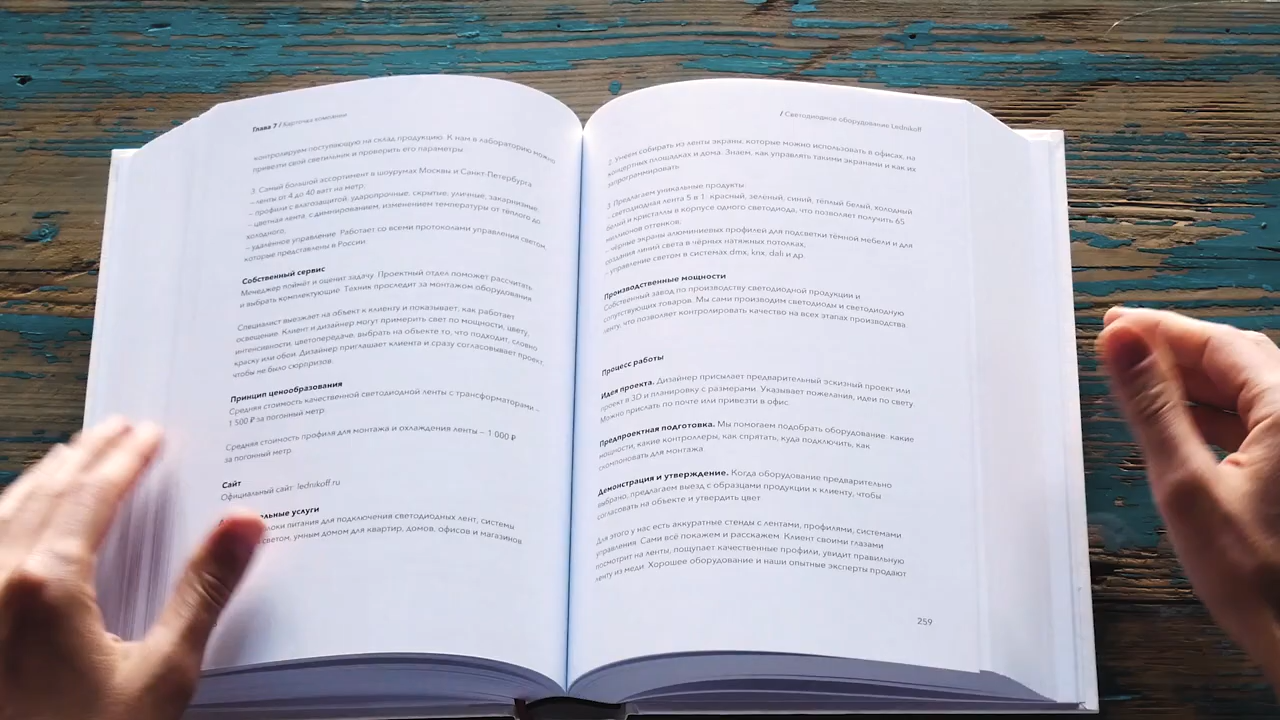 Глава 7 / Карточка компании
контролируем поступающую на склад продукцию. К нам в лабораторию можно
привезти свой светильник и проверить его параметры.
3. Самый большой ассортимент в шоурумах Москвы и Санкт-Петербурга
– ленты от 4 до 40 ватт на метр,
– профили с влагозащитой, ударопрочные, скрытые, уличные, закарнизные,
– цветная лента, с диммированием, изменением температуры от тёплого до
холодного,
– удалённое управление. Работает со всеми протоколами управления светом,
которые представлены в России.
Собственный сервис
Менеджер поймёт и оценит задачу. Проектный отдел поможет рассчитать
и выбрать комплектующие. Техник проследит за монтажом оборудования.
Специалист выезжает на объект к клиенту и показывает, как работает
освещение. Клиент и дизайнер могут примерить свет по мощности, цвету,
интенсивности, цветопередаче, выбрать на объекте то, что подходит, словно
краску или обои. Дизайнер приглашает клиента и сразу согласовывает проект,
чтобы не было сюрпризов.
Принцип ценообразования
Средняя стоимость качественной светодиодной ленты с трансформаторами –
1 500 ₽ за погонный метр.
Средняя стоимость профиля для монтажа и охлаждения ленты – 1 000 ₽
за погонный метр.
Сайт
Официальный сайт: lednikoff.ru
услуги
блоки питания для подключения светодиодных лент, системы
светом, умным домом для квартир, домов, офисов и магазинов
/ Светодиодное оборудование Lednikoff
2. Умеем собирать из ленты экраны, которые можно использовать в офисах, на
концертных площадках и дома. Знаем, как управлять такими экранами и как их
запрограммировать.
3. Предлагаем уникальные продукты
– светодиодная лента 5 в 1: красный, зеленый, синий, тёплый белый, холодный
белый и кристаллы в корпусе одного светодиода, что позволяет получить 65
миллионов оттенков;
– чёрные экраны алюминиевых профилей для подсветки тёмной мебели и для
создания линий света в чёрных натяжных потолках;
– управление светом в системах dmx, knx, dali и др.
Производственные мощности
Собственный завод по производству светодиодной продукции и
сопутствующих товаров. Мы сами производим светодиоды и светодиодную
ленту, что позволяет контролировать качество на всех этапах производства.
Процесс работы
Идея проекта. Дизайнер присылает предварительный эскизный проект или
проект в 3D и планировку с размерами. Указывает пожелания, идеи по свету.
Можно прислать по почте или привезти в офис.
Предпроектная подготовка. Мы помогаем подобрать оборудование: какие
мощности, какие контроллеры, как спрятать, куда подключить, как
скомпоновать для монтажа.
Демонстрация и утверждение. Когда оборудование предварительно
выбрано, предлагаем выезд с образцами продукции к клиенту, чтобы
согласовать на объекте и утвердить цвет.
Для этого у нас есть аккуратные стенды с лентами, профилями, системами
управления. Сами всё покажем и расскажем. Клиент своими глазами
посмотрит на ленты, пощупает качественные профили, увидит правильную
ленту из меди. Хорошее оборудование и наши опытные эксперты продают
259